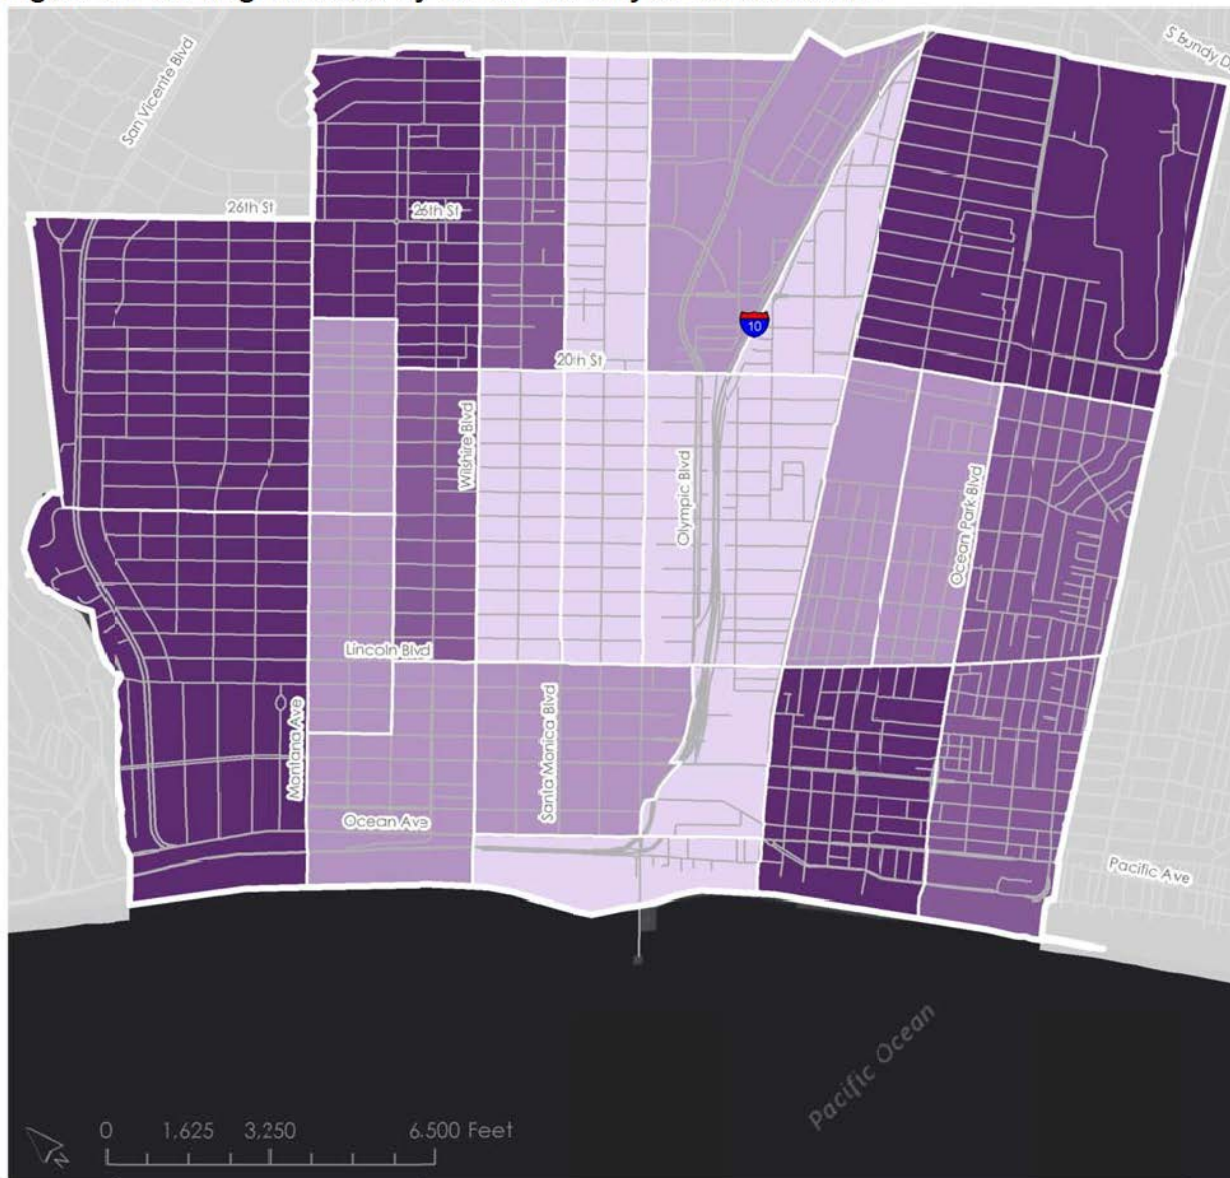 San Vicente Blvd
S Bundy D
26th St
26th St
10
20th St
Wilshire Blvd
Olympic Blvd
Ocean Park Blvd
Lincoln Blvd
Montana Ave
Santa Monica Blvd
Ocean Ave
Pacific Ave
Pacific Ocean
N
0 1,625 3,250 6,500 Feet